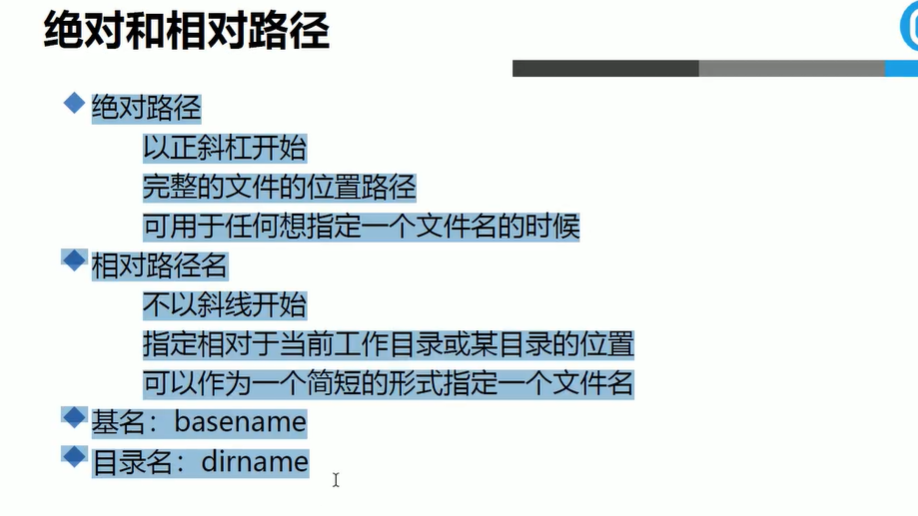 绝对和相对路径
绝对路径
以正斜杠开始
完整的文件的位置路径
可用于任何想指定一个文件名的时候
相对路径名
不以斜线开始
指定相对于当前工作目录或某目录的位置
可以作为一个简短的形式指定一个文件名
基名：basename
目录名：dirname